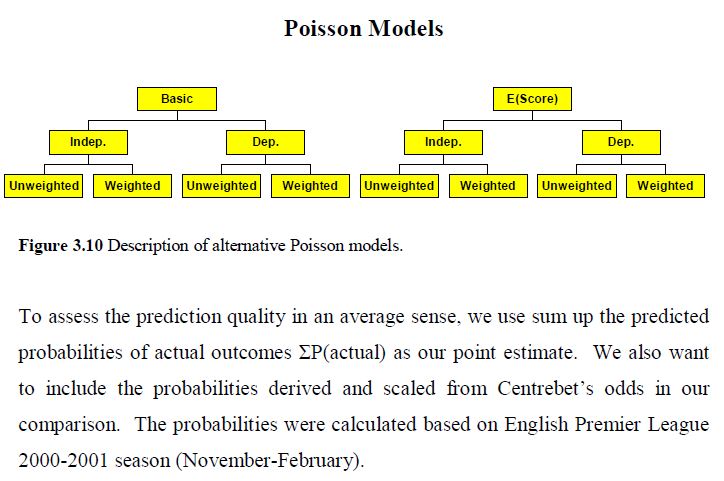 Poisson Models
Basic E(Score)
Indep. Dep. Indep. Dep.
Unweighted Weighted Unweighted Weighted Unweighted Weighted Unweighted Weighted
Figure 3.10 Description of alternative Poisson models.
To assess the prediction quality in an average sense, we use sum up the predicted
probabilities of actual outcomes ΣP(actual) as our point estimate. We also want
to include the probabilities derived and scaled from Centrebet’s odds in our
comparison. The probabilities were calculated based on English Premier League
2000-2001 season (November-February).